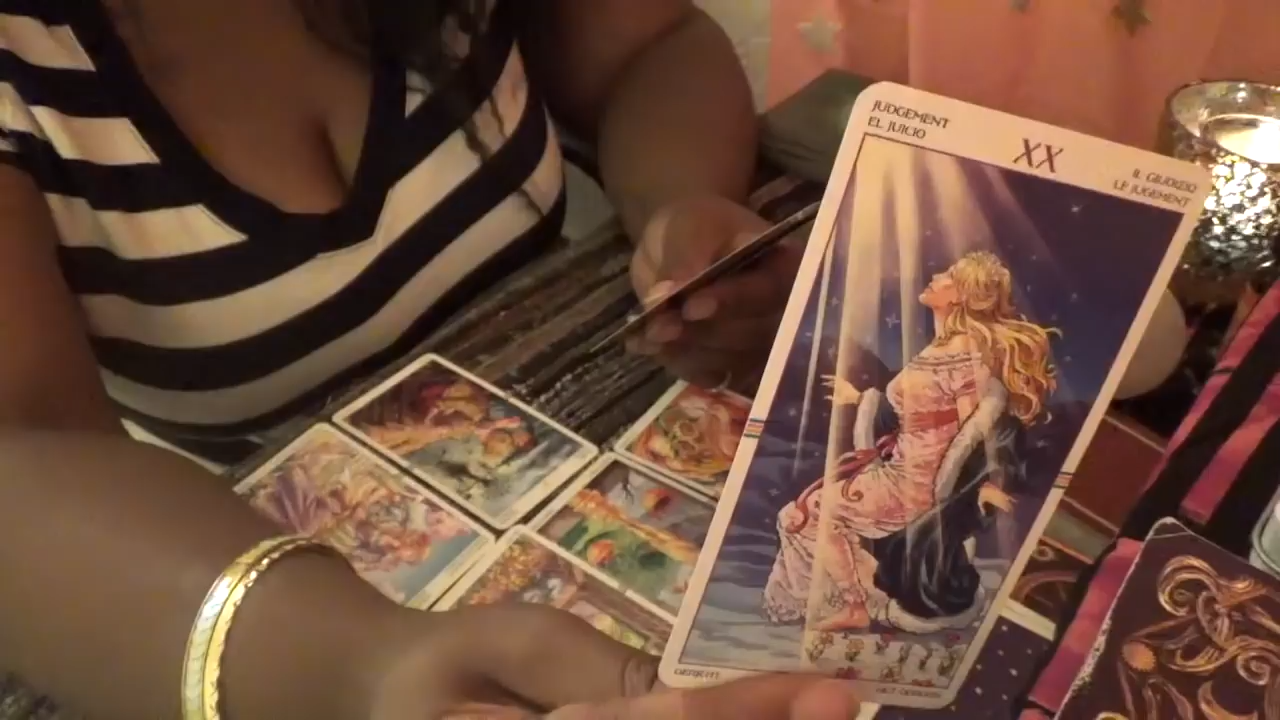 JUDGEMENT
EL JUICIO
XX
IL GIUDIZIO
LE JUGEMENT